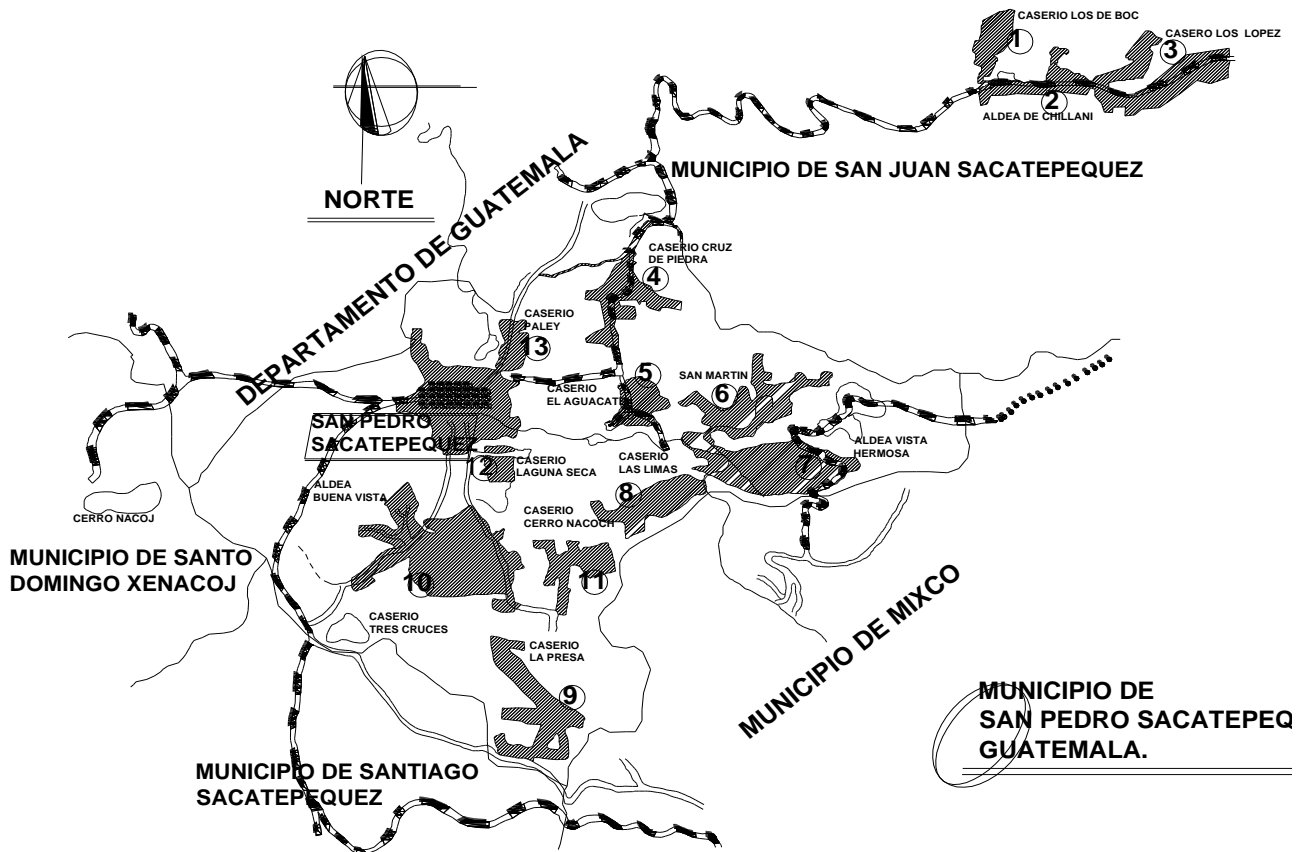 CASERIO LOS DE BOC
1
CASERO LOS LOPEZ
3
2
ALDEA DE CHILLANI
MUNICIPIO DE SAN JUAN SACATEPEQUEZ
NORTE
DEPARTAMENTO DE GUATEMALA
CASERIO CRUZ
DE PIEDRA
4
CASERIO
PALEY
13
CASERIO
EL AGUACATE
5
SAN MARTIN
6
SAN PEDRO
SACATEPEQUEZ
12
CASERIO
LAGUNA SECA
CASERIO
LAS LIMAS
7
ALDEA VISTA
HERMOSA
8
ALDEA
BUENA VISTA
CERRO NACOJ
CASERIO
CERRO NACOCH
MUNICIPIO DE SANTO
DOMINGO XENACOJ
10
11
CASERIO
TRES CRUCES
CASERIO
LA PRESA
9
MUNICIPIO DE MIXCO
MUNICIPIO DE SANTIAGO
SACATEPEQUEZ
MUNICIPIO DE
SAN PEDRO SACATEPEQ
GUATEMALA.